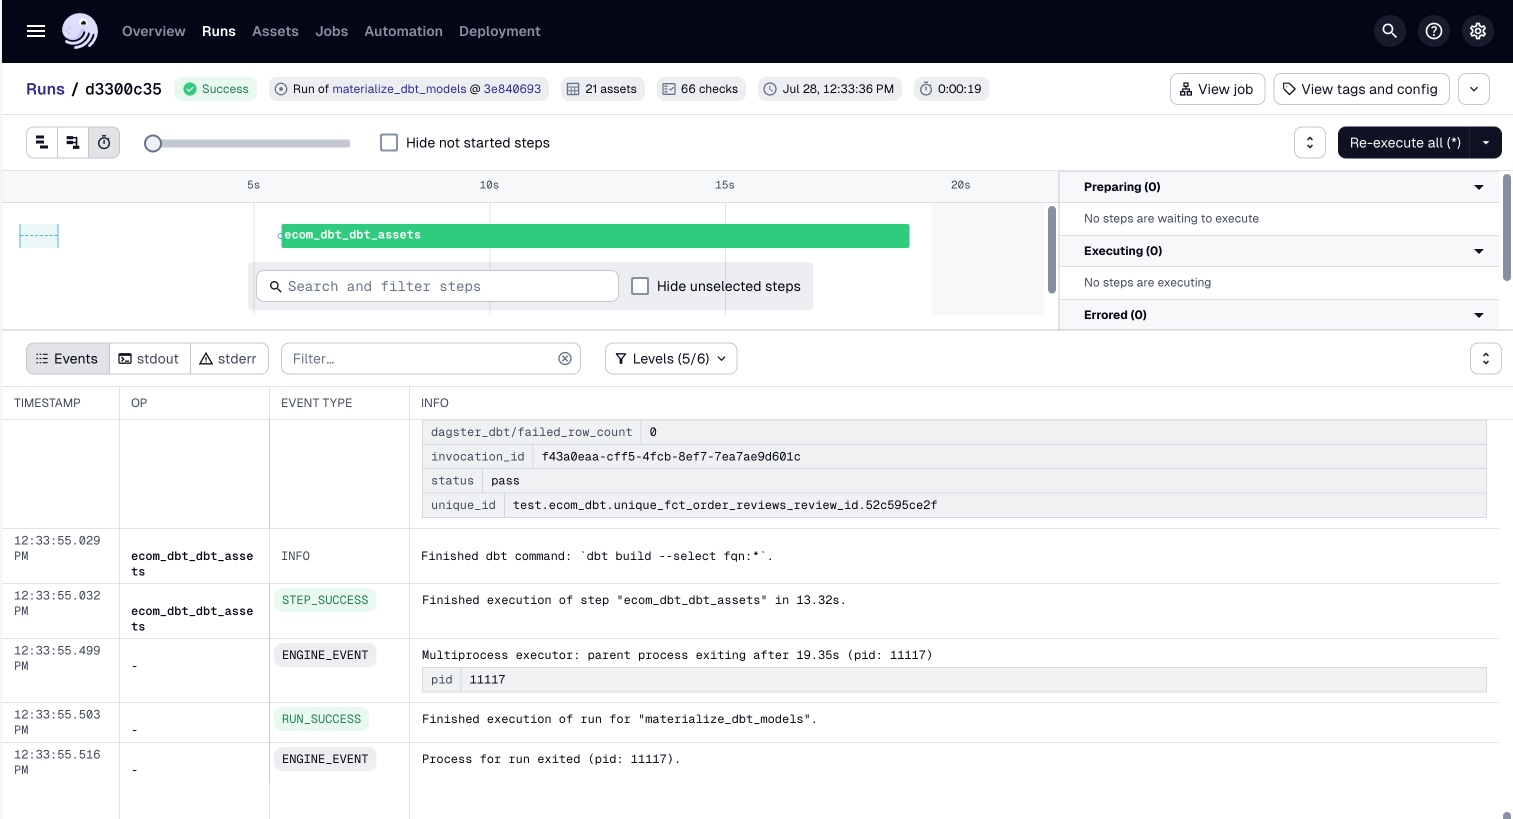 Overview Runs Assets Jobs Automation Deployment
Runs / d3300c35 Success Run of materialize_dbt_models @ 3e840693 21 assets 66 checks Jul 28, 12:33:36 PM 0:00:19 View job View tags and config
Hide not started steps Re-execute all (*)
5s 10s 15s 20s
Preparing (0)
No steps are waiting to execute
ecom_dbt_dbt_assets
Executing (0)
Search and filter steps Hide unselected steps
No steps are executing
Errored (0)
Events stdout stderr Filter… Levels (5/6)
TIMESTAMP OP EVENT TYPE INFO
dagster_dbt/failed_row_count 0
invocation_id f43a0eaa-cff5-4fcb-8ef7-7ea7ae9d601c
status pass
unique_id test.ecom_dbt.unique_fct_order_reviews_review_id.52c595ce2f
12:33:55.029
PM
ecom_dbt_dbt_asse
ts
INFO
Finished dbt command: `dbt build --select fqn:*`.
12:33:55.032
PM
ecom_dbt_dbt_asse
ts
STEP_SUCCESS
Finished execution of step "ecom_dbt_dbt_assets" in 13.32s.
12:33:55.499
PM
-
ENGINE_EVENT
Multiprocess executor: parent process exiting after 19.35s (pid: 11117)
pid 11117
12:33:55.503
PM
-
RUN_SUCCESS
Finished execution of run for "materialize_dbt_models".
12:33:55.516
PM
-
ENGINE_EVENT
Process for run exited (pid: 11117).